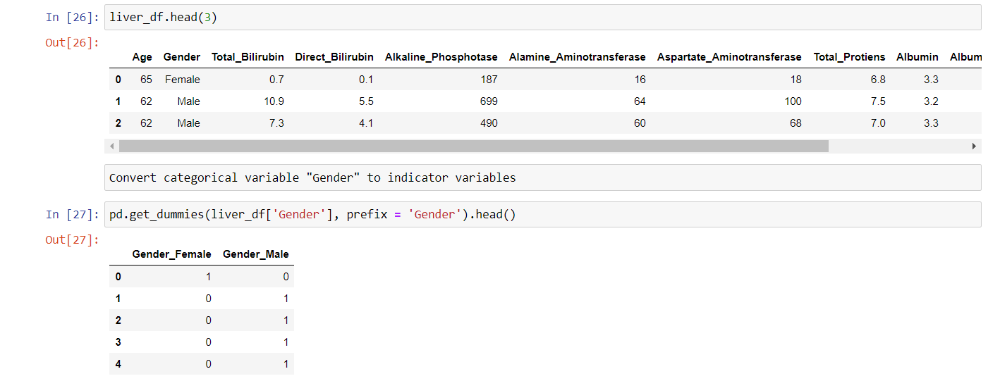 In [26]: liver_df.head(3)
Out[26]:
Age Gender Total_Bilirubin Direct_Bilirubin Alkaline_Phosphotase Alamine_Aminotransferase Aspartate_Aminotransferase Total_Protiens Albumin Album
0 65 Female 0.7 0.1 187 16 18 6.8 3.3
1 62 Male 10.9 5.5 699 64 100 7.5 3.2
2 62 Male 7.3 4.1 490 60 68 7.0 3.3
Convert categorical variable "Gender" to indicator variables
In [27]: pd.get_dummies(liver_df['Gender'], prefix = 'Gender').head()
Out[27]:
Gender_Female Gender_Male
0 1 0
1 0 1
2 0 1
3 0 1
4 0 1